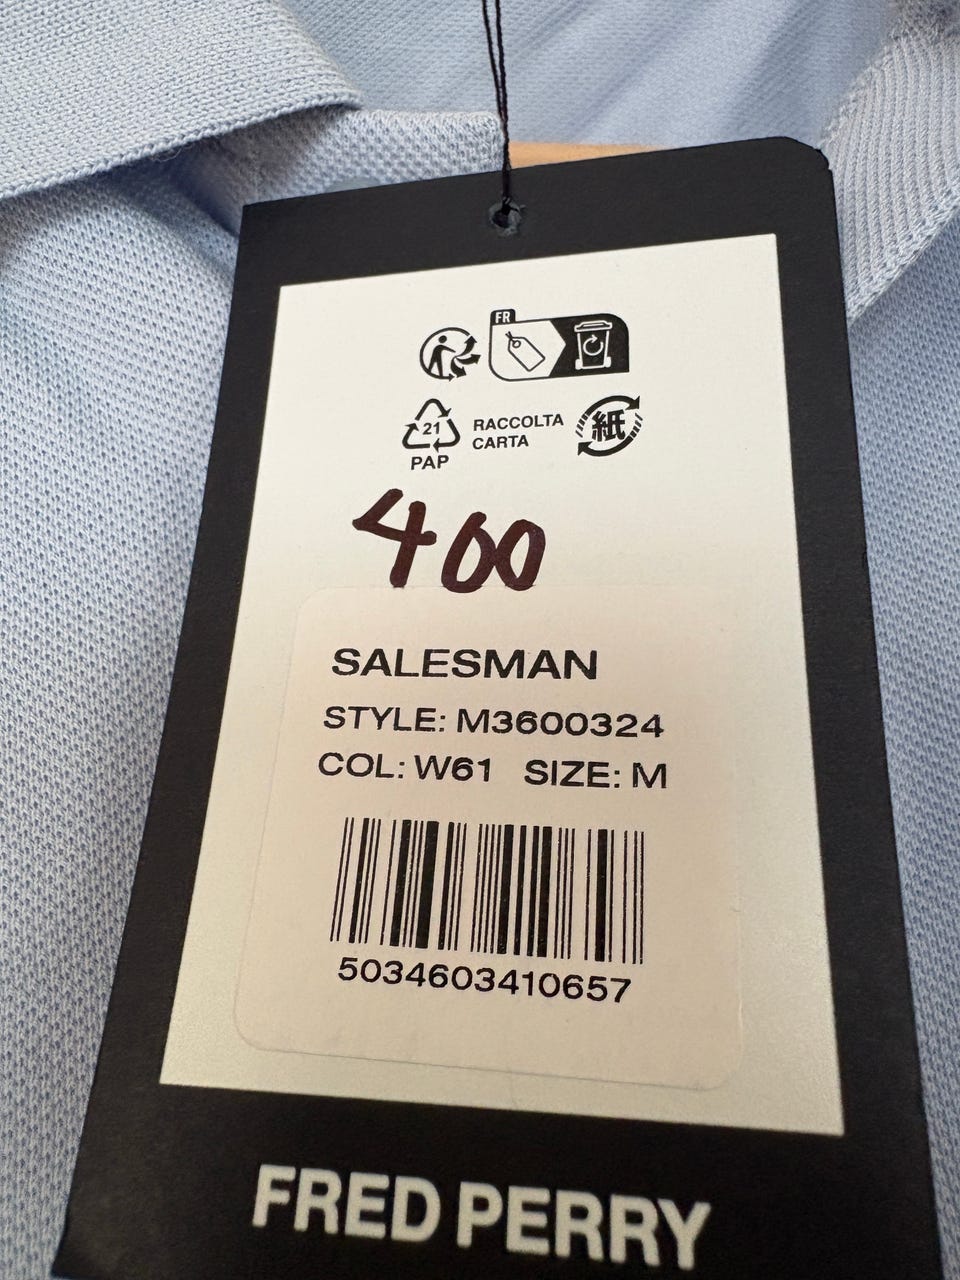 FR
21
PAP
RACCOLTA
CARTA
紙
400
SALESMAN
STYLE: M3600324
COL: W61 SIZE: M
5034603410657
FRED PERRY